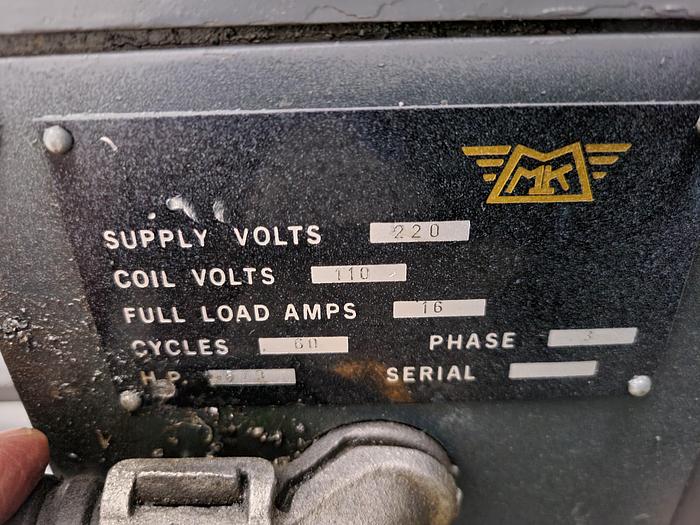 MK
SUPPLY VOLTS 220
COIL VOLTS 110
FULL LOAD AMPS 16
CYCLES 60 PHASE 3
H.P. SERIAL